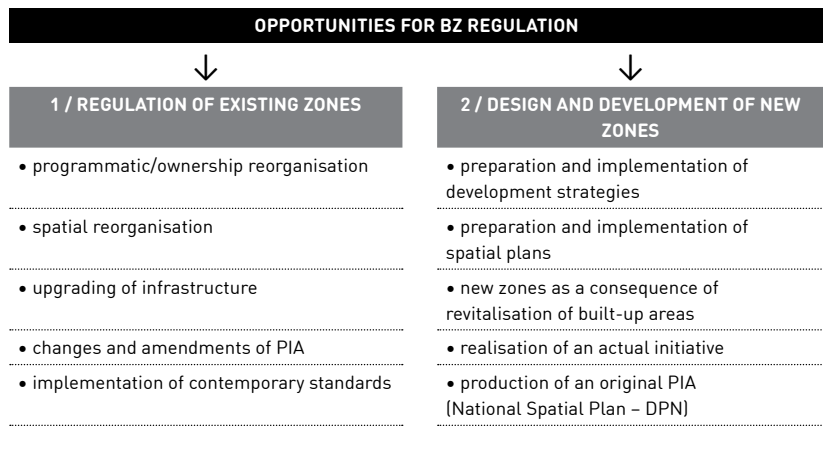 OPPORTUNITIES FOR BZ REGULATION
1 / REGULATION OF EXISTING ZONES
• programmatic/ownership reorganisation
• spatial reorganisation
• upgrading of infrastructure
• changes and amendments of PIA
• implementation of contemporary standards
2 / DESIGN AND DEVELOPMENT OF NEW
ZONES
• preparation and implementation of
development strategies
• preparation and implementation of
spatial plans
• new zones as a consequence of
revitalisation of built-up areas
• realisation of an actual initiative
• production of an original PIA
(National Spatial Plan – DPN)